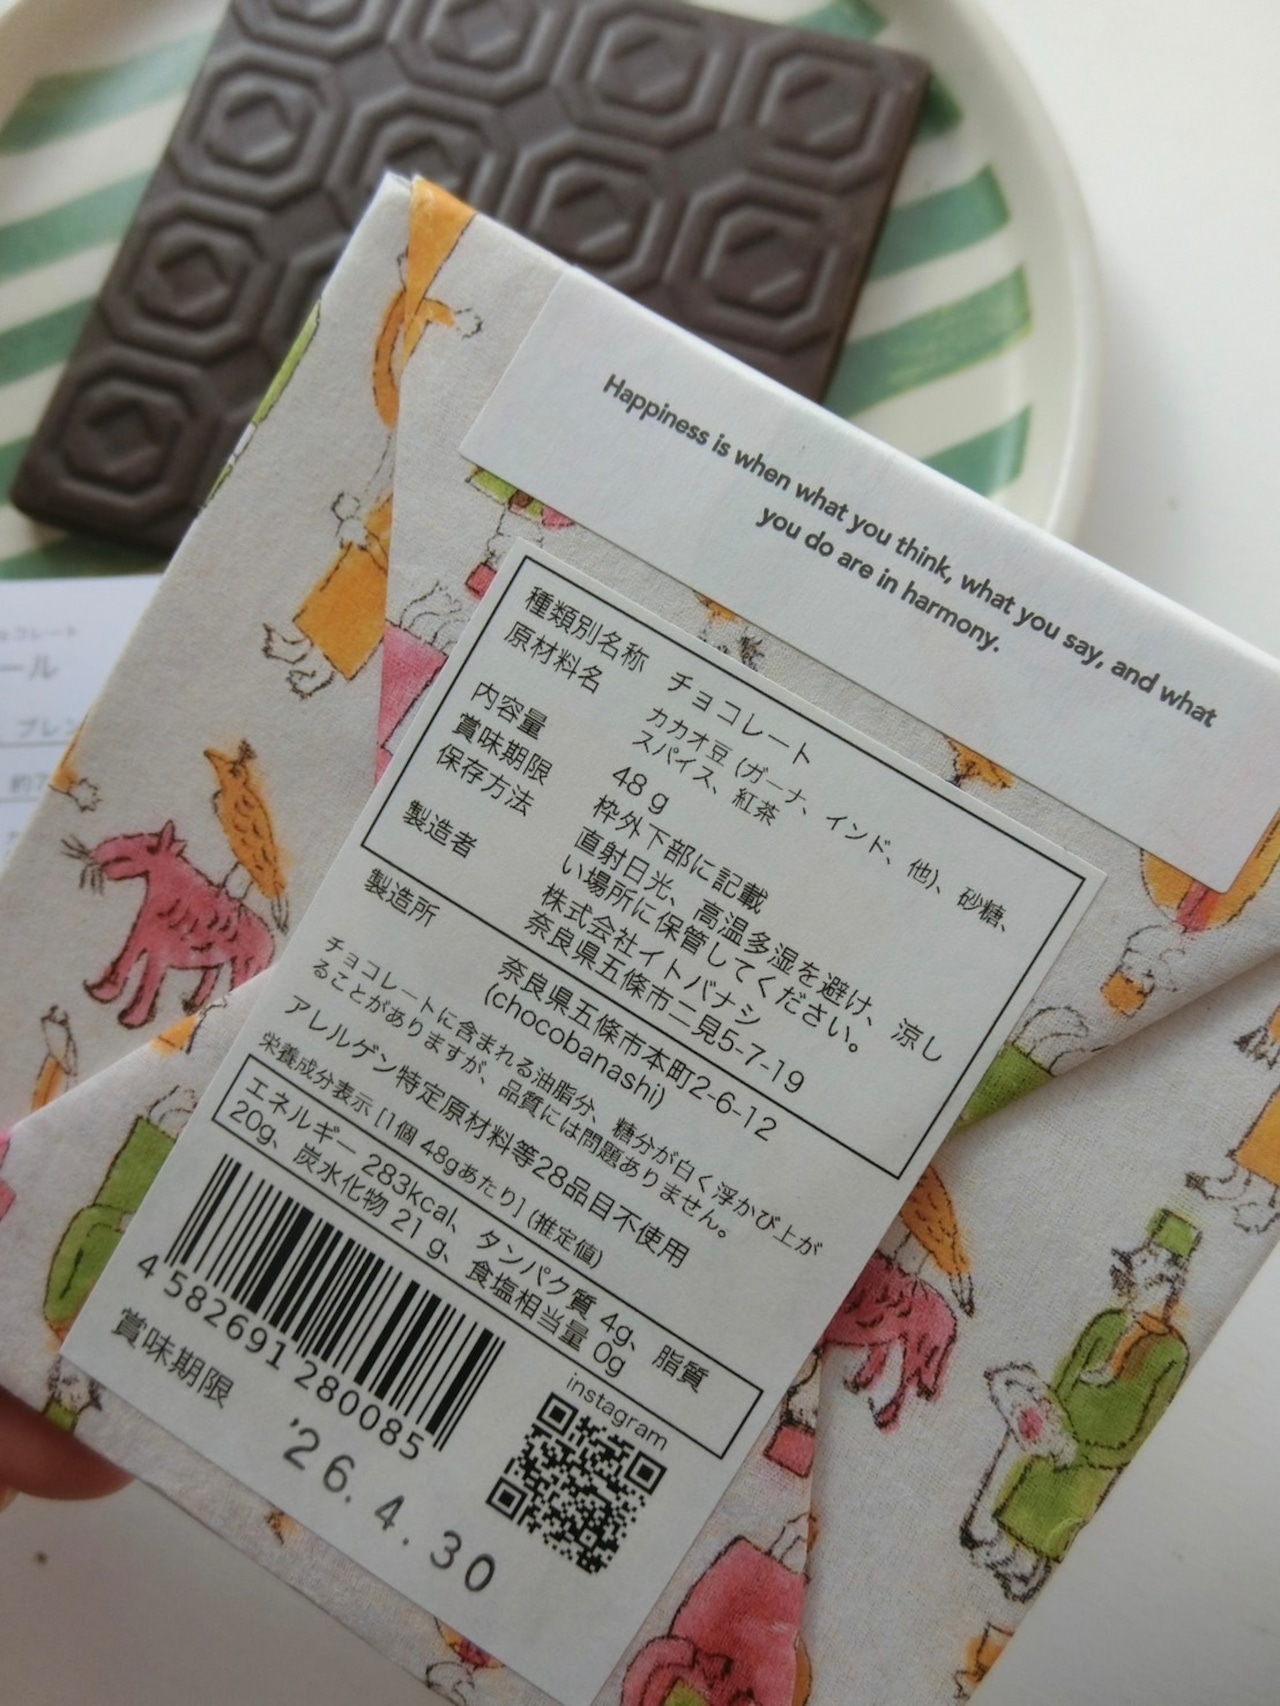 Happiness is when what you think, what you say, and what
you do are in harmony.
種類別名称 チョコレート
原材料名 カカオ豆 (ガーナ、インド、他)、砂糖、
スパイス、紅茶
内容量 48 g
賞味期限 枠外下部に記載
保存方法 直射日光、高温多湿を避け、涼し
い場所に保管してください。
製造者 株式会社イトバナシ
奈良県五條市二見5-7-19
製造所 奈良県五條市本町2-6-12
(chocobanashi)
チョコレートに含まれる油脂分、糖分が白く浮かび上が
ることがありますが、品質には問題ありません。
アレルゲン特定原材料等28品目不使用
栄養成分表示 [1個 48gあたり] (推定値)
エネルギー 283kcal、タンパク質 4g、脂質
20g、炭水化物 21 g、食塩相当量 0g
4 582691 280085
instagram
賞味期限
'26.4.30
ョコレート
ール
ブレン
約7